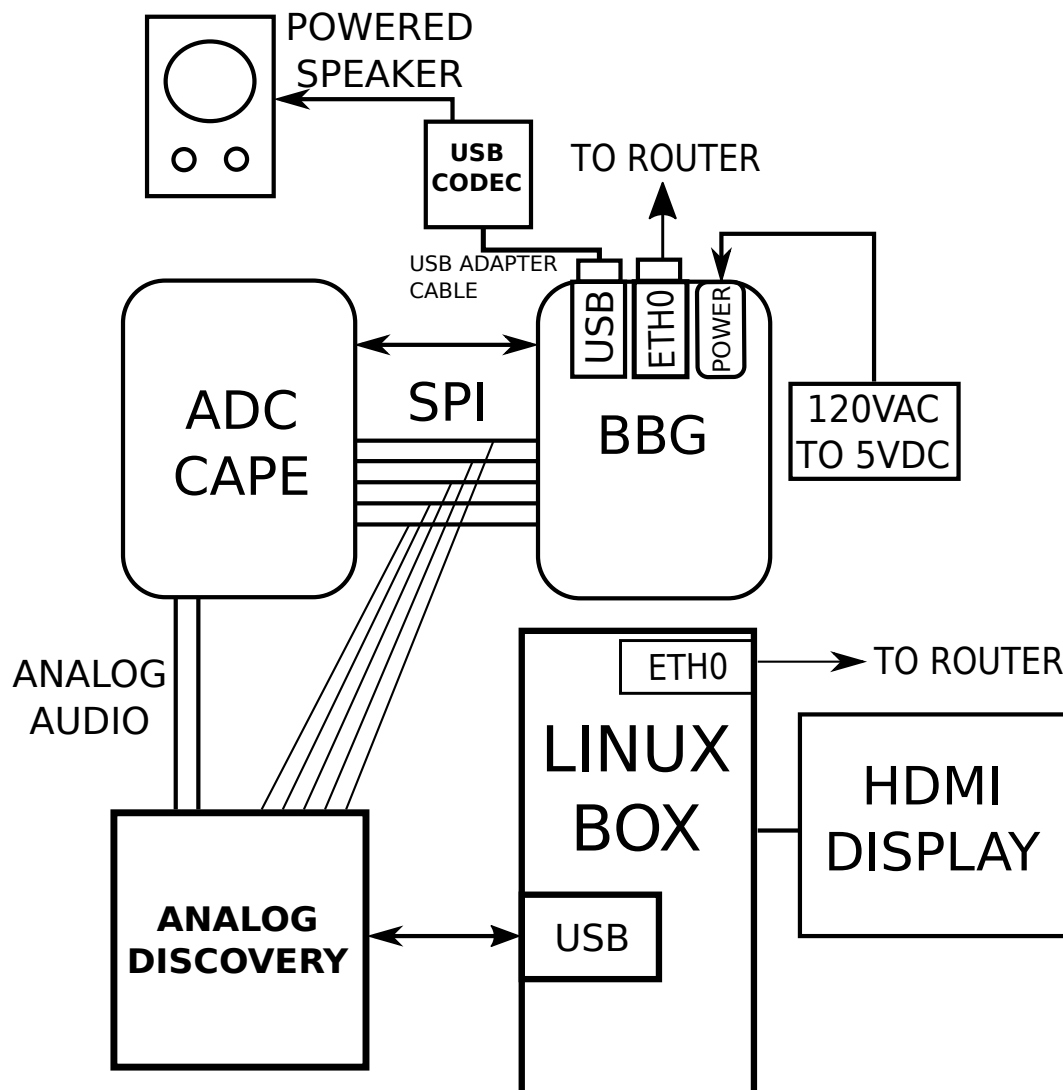 POWERED
SPEAKER
USB
CODEC
TO ROUTER
USB ADAPTER
CABLE
USB
ETH0
POWER
ADC
CAPE
SPI
BBG
120VAC
TO 5VDC
ANALOG
AUDIO
ETH0
TO ROUTER
LINUX
BOX
HDMI
DISPLAY
ANALOG
DISCOVERY
USB